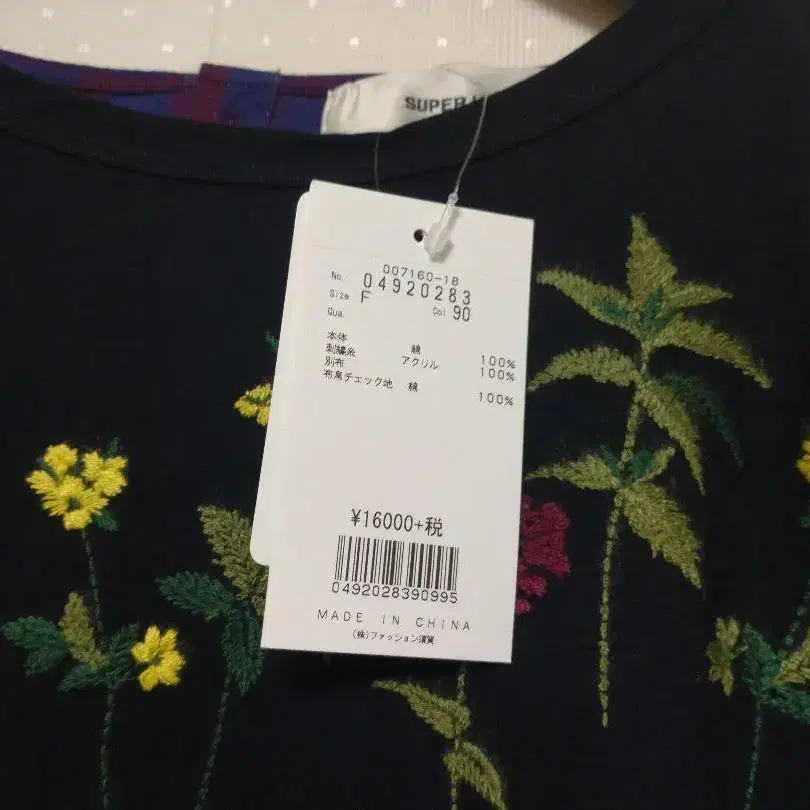 SUPER
007160-18
No. 04920283
Size F Col 90
Qua.
本体 綿 100%
刺繍糸 アクリル 100%
別布
布帛チェック地 綿 100%
¥16000+税
0492028390995
MADE IN CHINA
(株)ファッション須賀